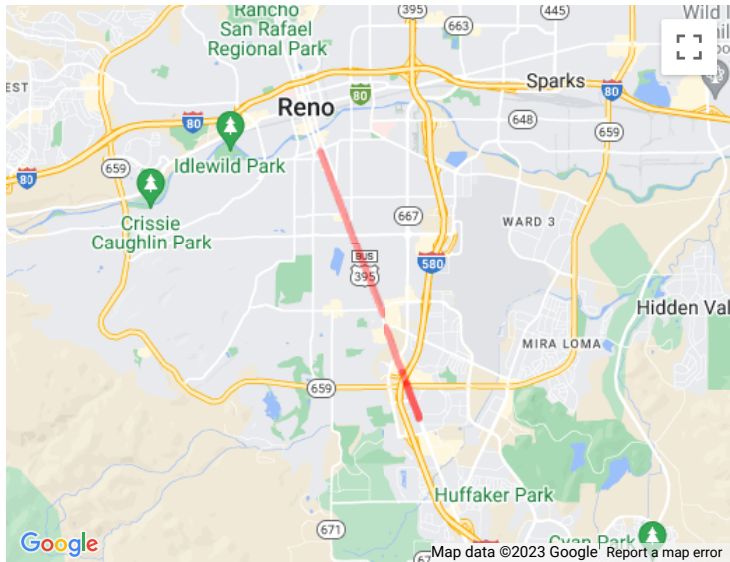 Rancho
San Rafael
Regional Park
395
663
445
Wild I
EST
80
Reno
80
Sparks
80
648
659
Idlewild Park
659
80
Crissie
Caughlin Park
667
WARD 3
BUS
395
580
Hidden Val
MIRA LOMA
659
Huffaker Park
671
Google
Map data ©2023 Google
Report a map error